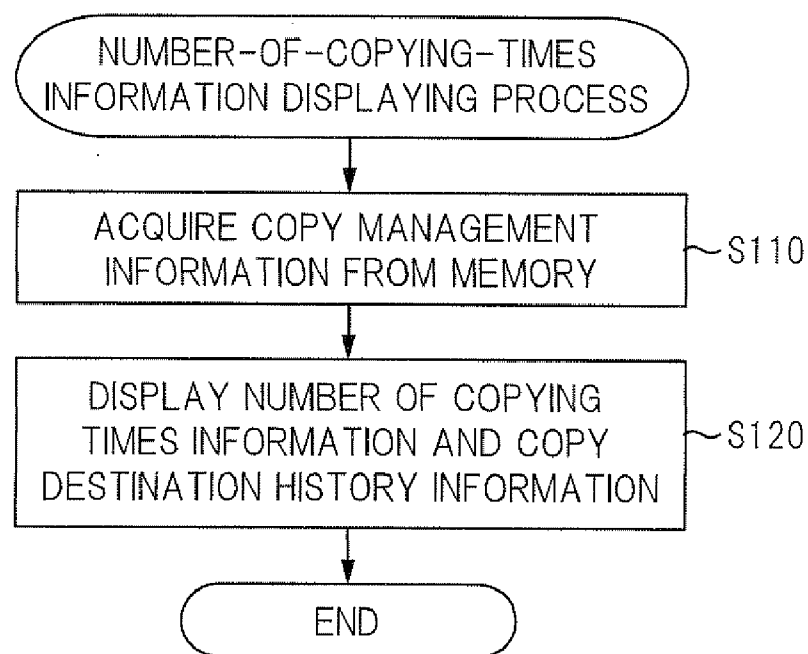 NUMBER-OF-COPYING-TIMES
INFORMATION DISPLAYING PROCESS
ACQUIRE COPY MANAGEMENT
INFORMATION FROM MEMORY
S110
DISPLAY NUMBER OF COPYING
TIMES INFORMATION AND COPY
DESTINATION HISTORY INFORMATION
S120
END